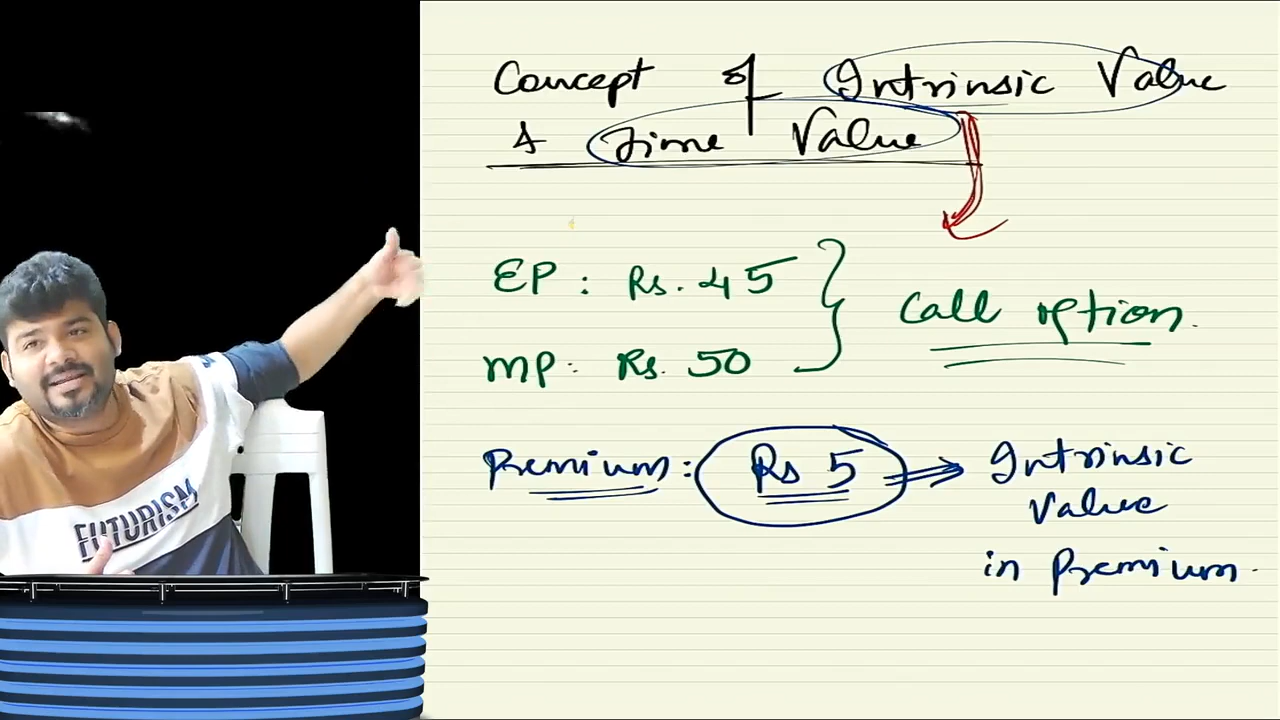 Concept of Intrinsic Value
& Time Value
EP: Rs. 45
MP: Rs. 50
Call option.
Premium: Rs 5 ⇒ Intrinsic
Value
in Premium.
FUTURISM